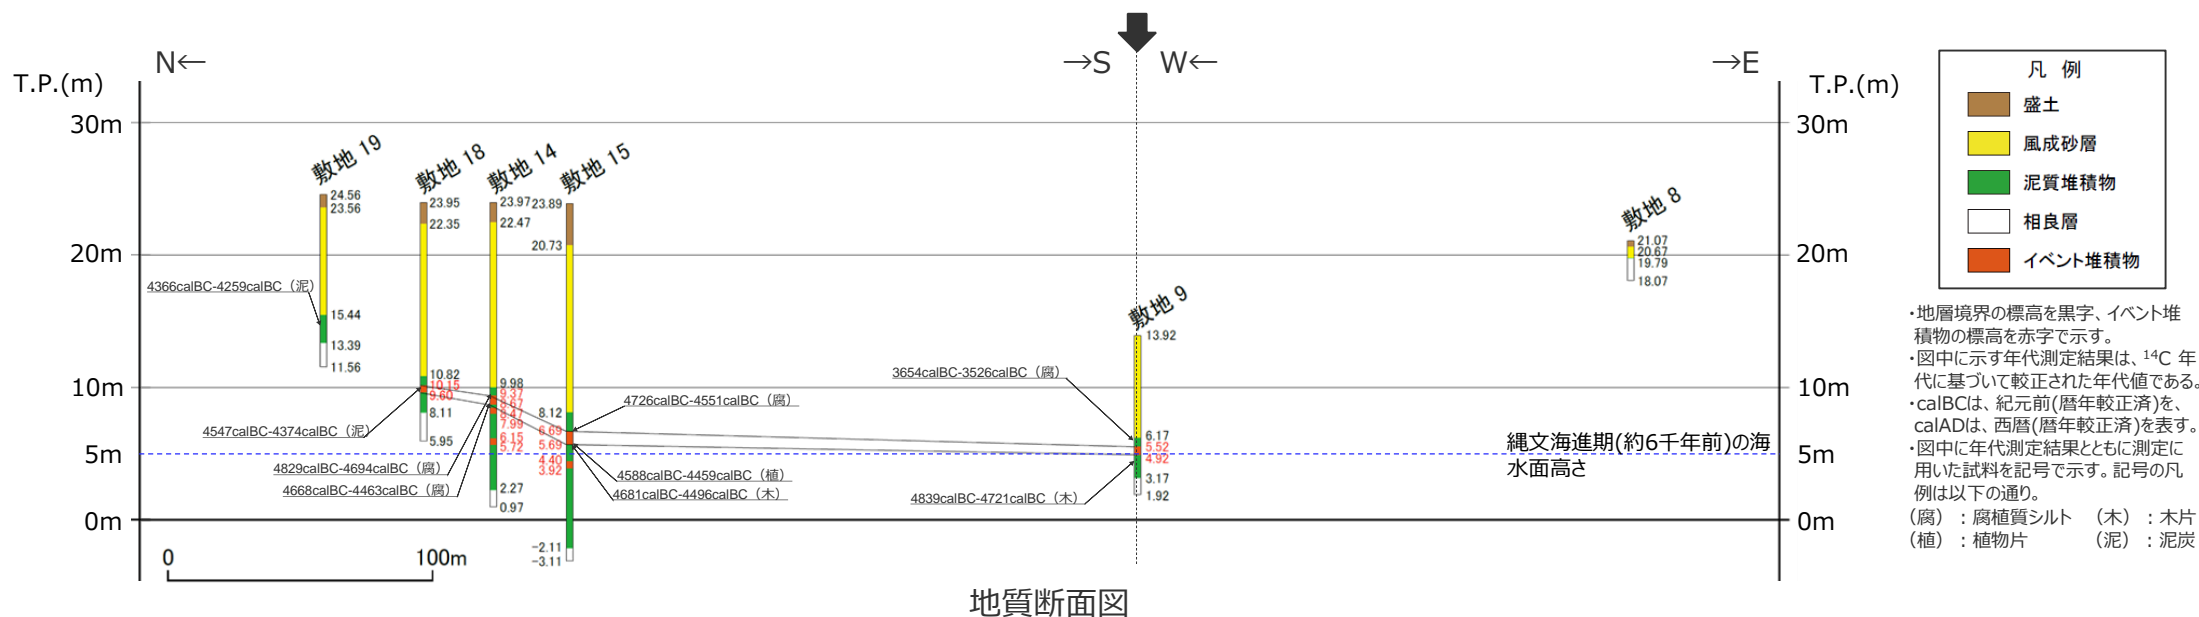 N←
→S
W←
→E
T.P.(m)
T.P.(m)
30m
20m
10m
5m
0m
30m
20m
10m
5m
0m
敷地 19
24.56
23.56
15.44
13.39
11.56
4366calBC-4259calBC（泥）
敷地 18
23.95
22.35
10.82
10.15
9.60
8.11
5.95
4547calBC-4374calBC（泥）
敷地 14
23.97
22.47
9.98
9.37
8.67
8.47
7.99
6.15
5.72
2.27
0.97
4829calBC-4694calBC（腐）
4668calBC-4463calBC（腐）
敷地 15
23.89
20.73
8.12
6.69
5.69
4.40
3.92
-2.11
-3.11
4726calBC-4551calBC（腐）
4588calBC-4459calBC（植）
4681calBC-4496calBC（木）
敷地 9
13.92
6.17
5.52
4.92
3.17
1.92
3654calBC-3526calBC（腐）
4839calBC-4721calBC（木）
敷地 8
21.07
20.67
19.79
18.07
縄文海進期(約6千年前)の海
水面高さ
0
100m
地質断面図
凡 例
盛土
風成砂層
泥質堆積物
相良層
イベント堆積物
・地層境界の標高を黒字、イベント堆
積物の標高を赤字で示す。
・図中に示す年代測定結果は、14C 年
代に基づいて較正された年代値である。
・calBCは、紀元前(暦年較正済)を、
calADは、西暦(暦年較正済)を表す。
・図中に年代測定結果とともに測定に
用いた試料を記号で示す。記号の凡
例は以下の通り。
（腐）：腐植質シルト （木）：木片
（植）：植物片 （泥）：泥炭